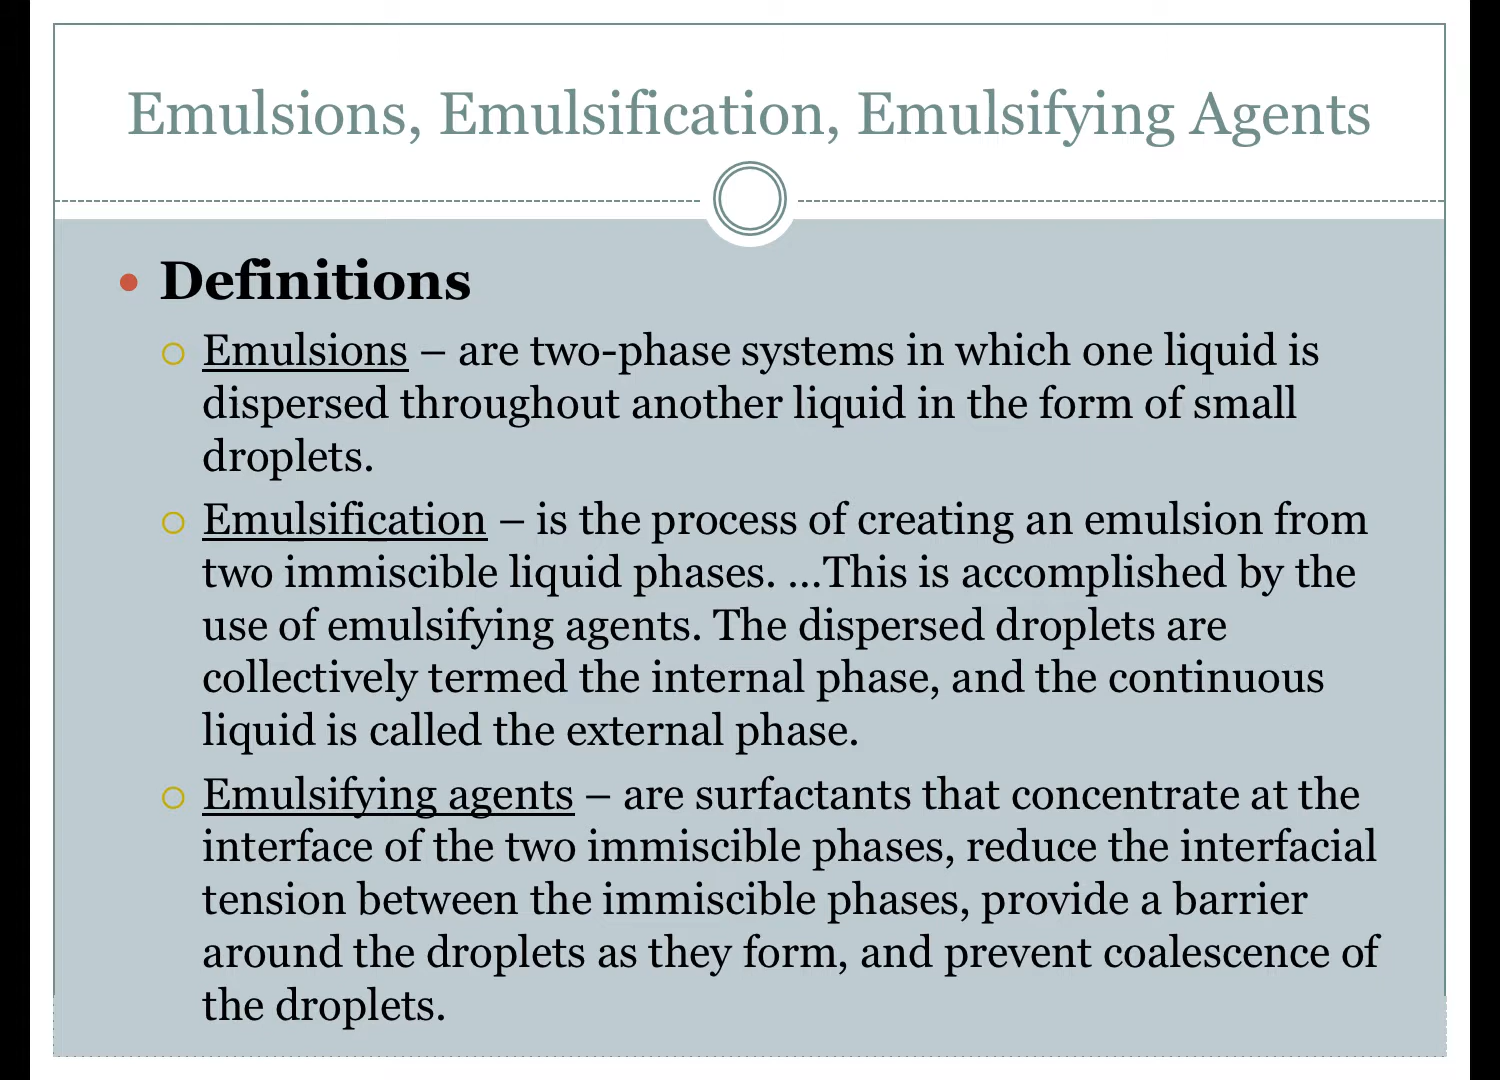 Emulsions, Emulsification, Emulsifying Agents
Definitions
Emulsions – are two-phase systems in which one liquid is
dispersed throughout another liquid in the form of small
droplets.
Emulsification – is the process of creating an emulsion from
two immiscible liquid phases. …This is accomplished by the
use of emulsifying agents. The dispersed droplets are
collectively termed the internal phase, and the continuous
liquid is called the external phase.
Emulsifying agents – are surfactants that concentrate at the
interface of the two immiscible phases, reduce the interfacial
tension between the immiscible phases, provide a barrier
around the droplets as they form, and prevent coalescence of
the droplets.